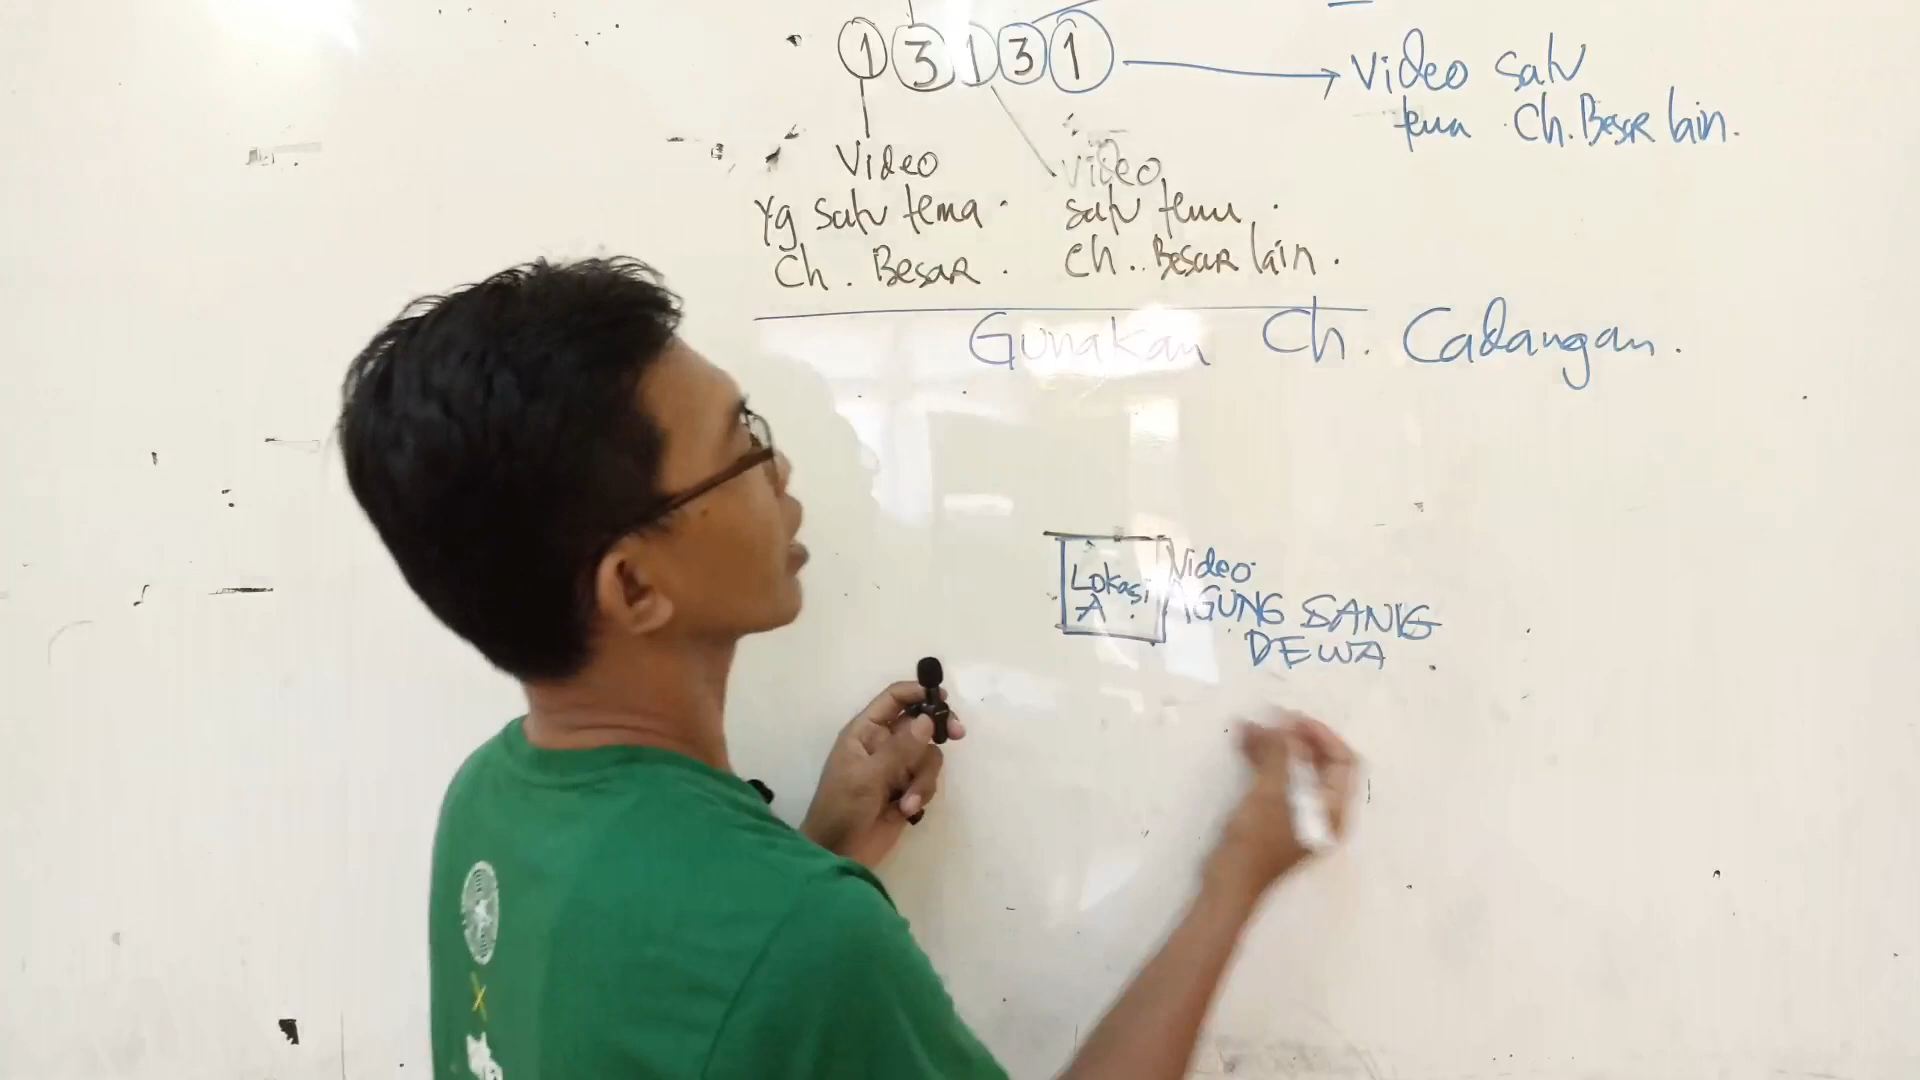 1 3 1 3 1
Video satu
tema Ch. Besar lain.
Video
Yg satu tema
Ch. Besar.
Video
satu tema
Ch. Besar lain.
Gunakan Ch. Cadangan.
Lokasi
A
Video
AGUNG SANG
DEWA
X